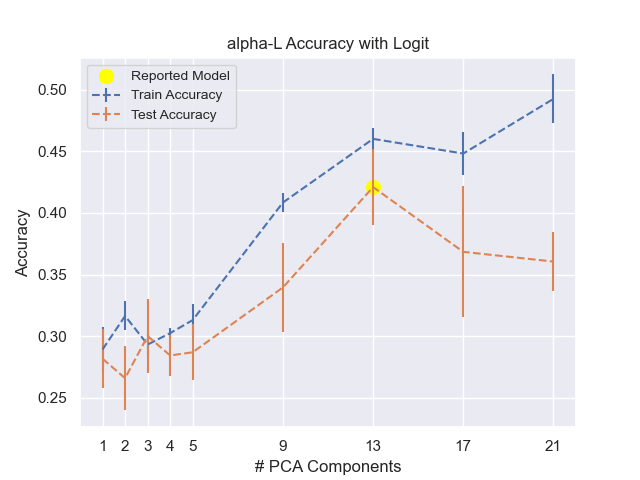 alpha-L Accuracy with Logit
Reported Model
Train Accuracy
Test Accuracy
0.50
0.45
0.40
0.35
0.30
0.25
Accuracy
1 2 3 4 5 9 13 17 21
# PCA Components